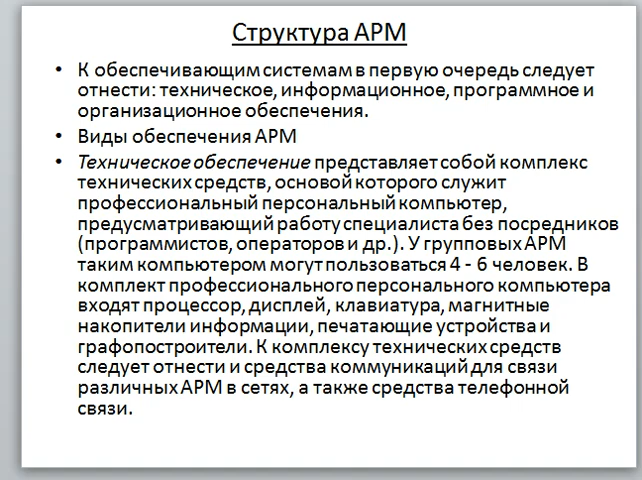 Структура АРМ
• К обеспечивающим системам в первую очередь следует
отнести: техническое, информационное, программное и
организационное обеспечения.
• Виды обеспечения АРМ
• Техническое обеспечение представляет собой комплекс
технических средств, основой которого служит
профессиональный персональный компьютер,
предусматривающий работу специалиста без посредников
(программистов, операторов и др.). У групповых АРМ
таким компьютером могут пользоваться 4 - 6 человек. В
комплект профессионального персонального компьютера
входят процессор, дисплей, клавиатура, магнитные
накопители информации, печатающие устройства и
графопостроители. К комплексу технических средств
следует отнести и средства коммуникаций для связи
различных АРМ в сетях, а также средства телефонной
связи.